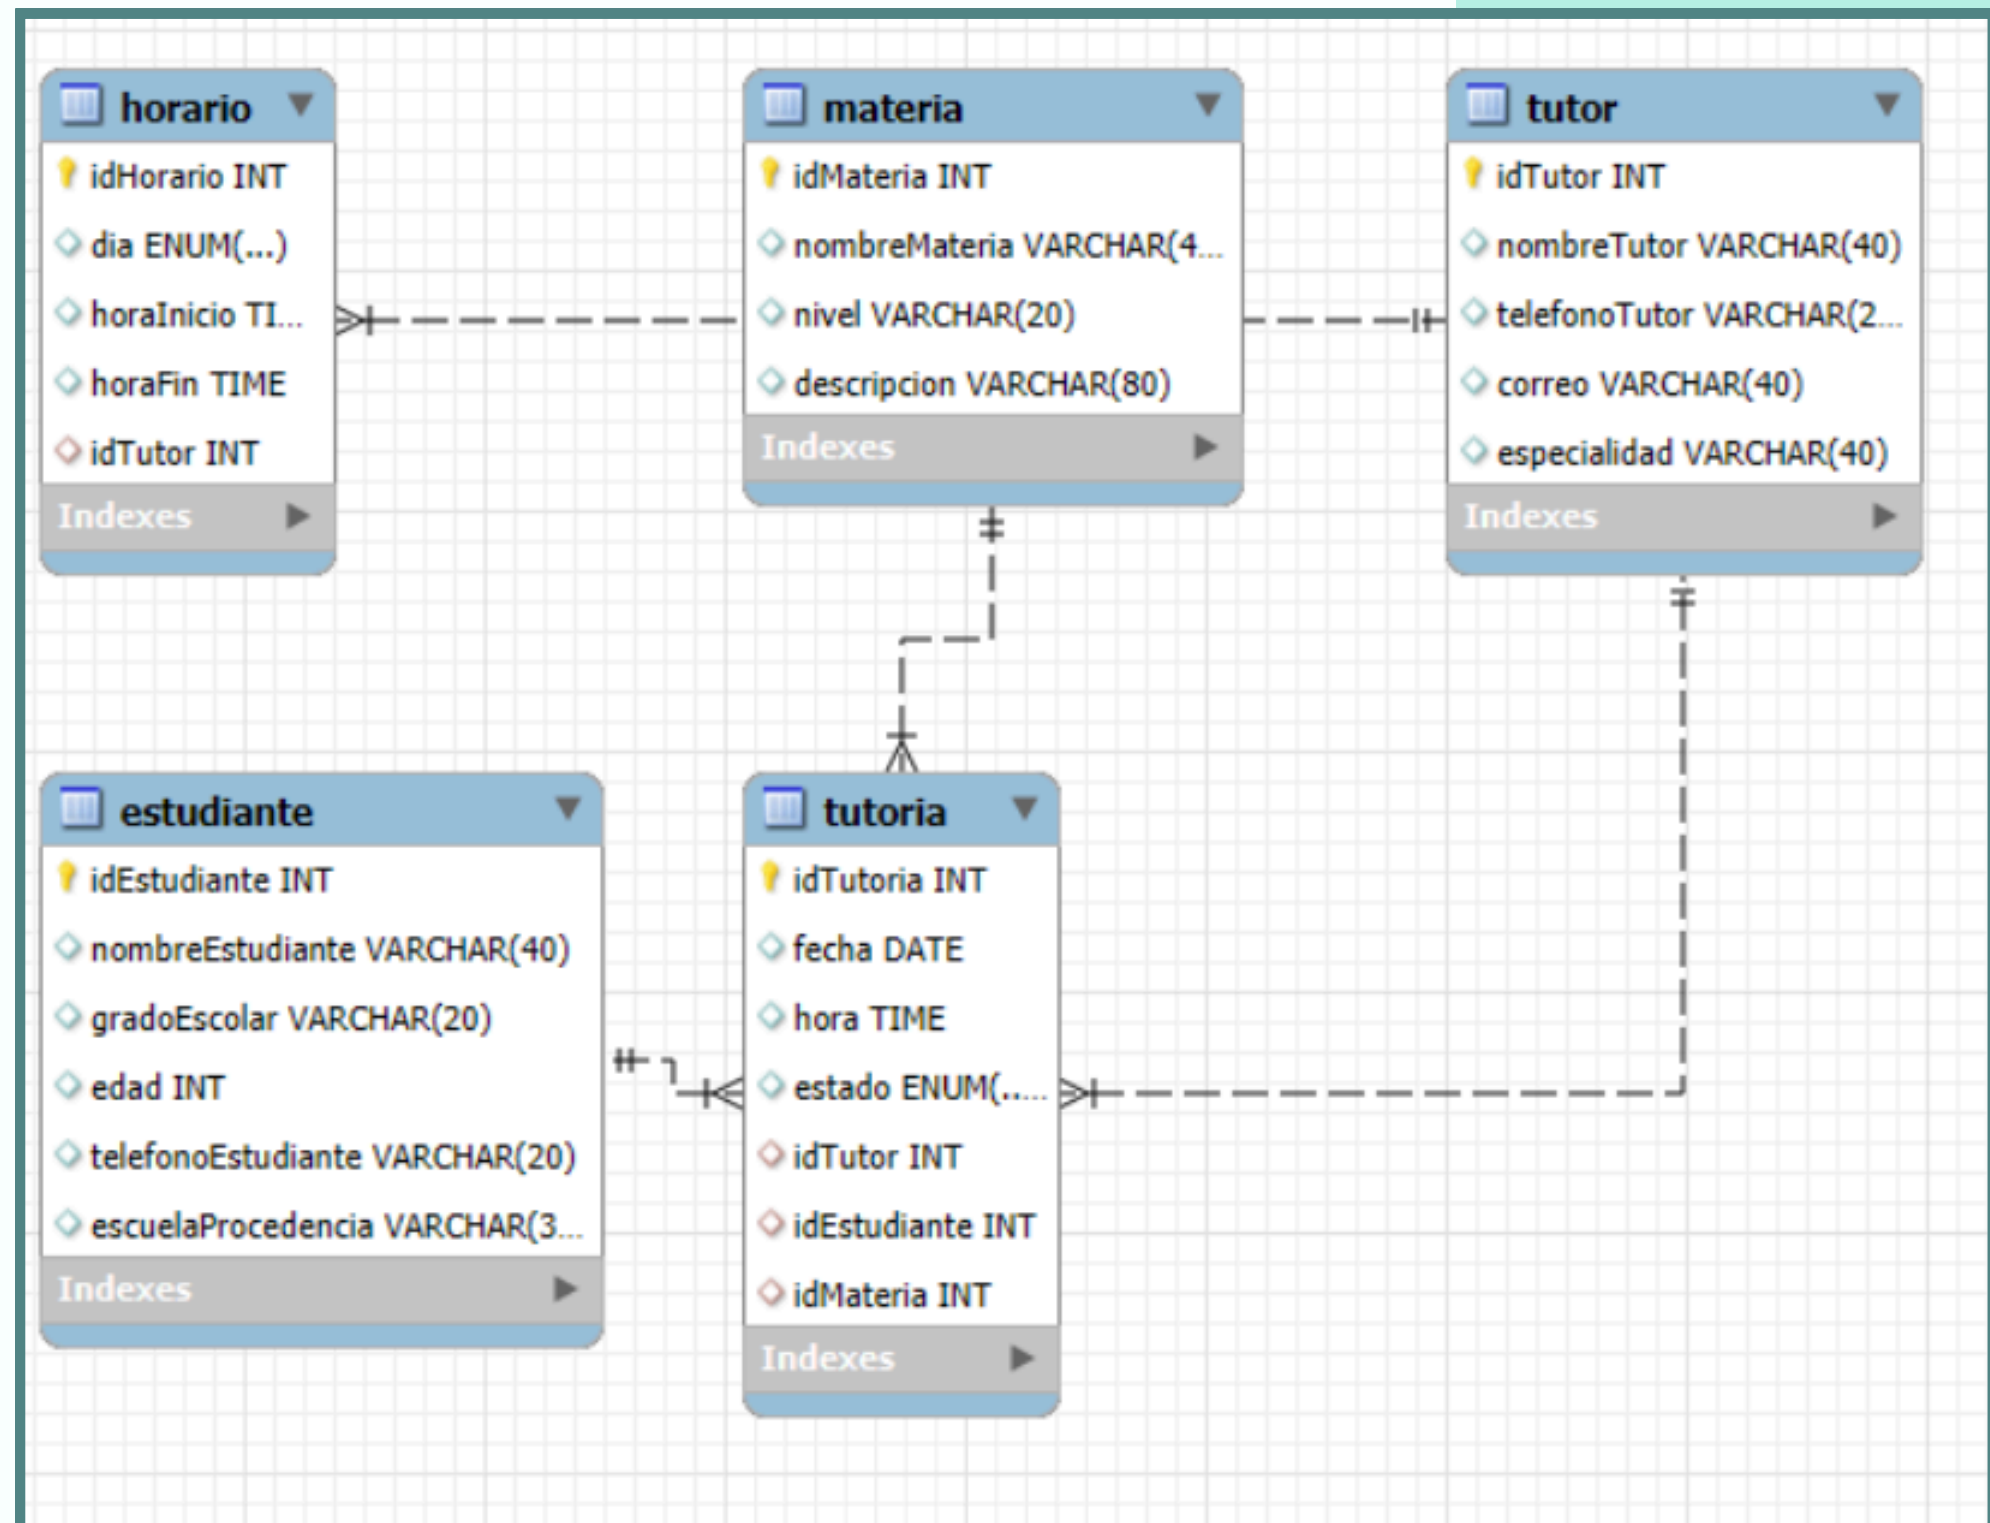 horario
idHorario INT
dia ENUM(...)
horaInicio TI...
horaFin TIME
idTutor INT
Indexes
materia
idMateria INT
nombreMateria VARCHAR(4...
nivel VARCHAR(20)
descripcion VARCHAR(80)
Indexes
tutor
idTutor INT
nombreTutor VARCHAR(40)
telefonoTutor VARCHAR(2...
correo VARCHAR(40)
especialidad VARCHAR(40)
Indexes
estudiante
idEstudiante INT
nombreEstudiante VARCHAR(40)
gradoEscolar VARCHAR(20)
edad INT
telefonoEstudiante VARCHAR(20)
escuelaProcedencia VARCHAR(3...
Indexes
tutoria
idTutoria INT
fecha DATE
hora TIME
estado ENUM(.....
idTutor INT
idEstudiante INT
idMateria INT
Indexes